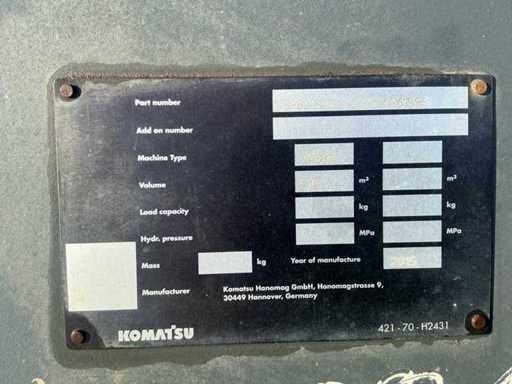 Part number
Add on number
Machine Type
Volume m³ m³
Load capacity kg kg
Hydr. pressure MPa MPa
Mass kg Year of manufacture 2015
Manufacturer Komatsu Hanomag GmbH, Hanomagstrasse 9,
30449 Hannover, Germany
KOMATSU 421 - 70 - H2431